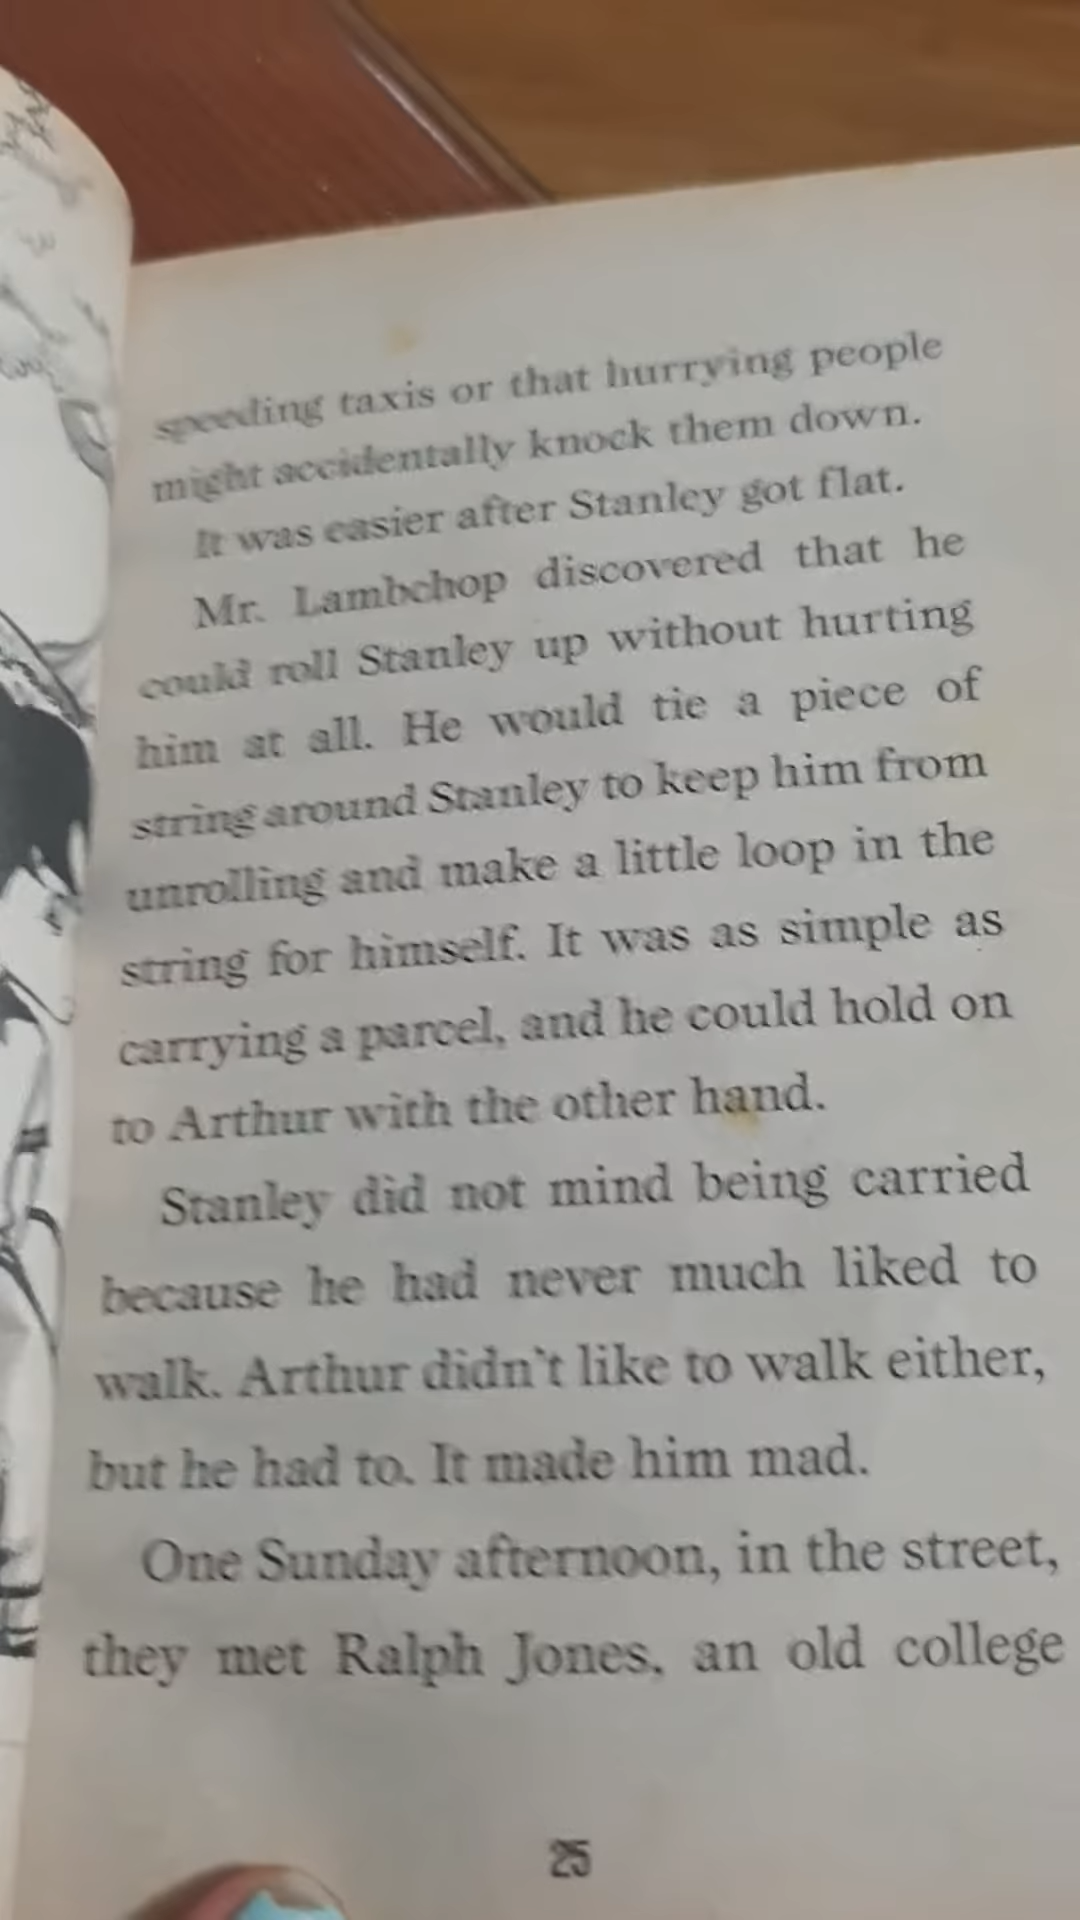 speeding taxis or that hurrying people
might accidentally knock them down.
It was easier after Stanley got flat.
Mr. Lambchop discovered that he
could roll Stanley up without hurting
him at all. He would tie a piece of
string around Stanley to keep him from
unrolling and make a little loop in the
string for himself. It was as simple as
carrying a parcel, and he could hold on
to Arthur with the other hand.
Stanley did not mind being carried
because he had never much liked to
walk. Arthur didn't like to walk either,
but he had to. It made him mad.
One Sunday afternoon, in the street,
they met Ralph Jones, an old college
25